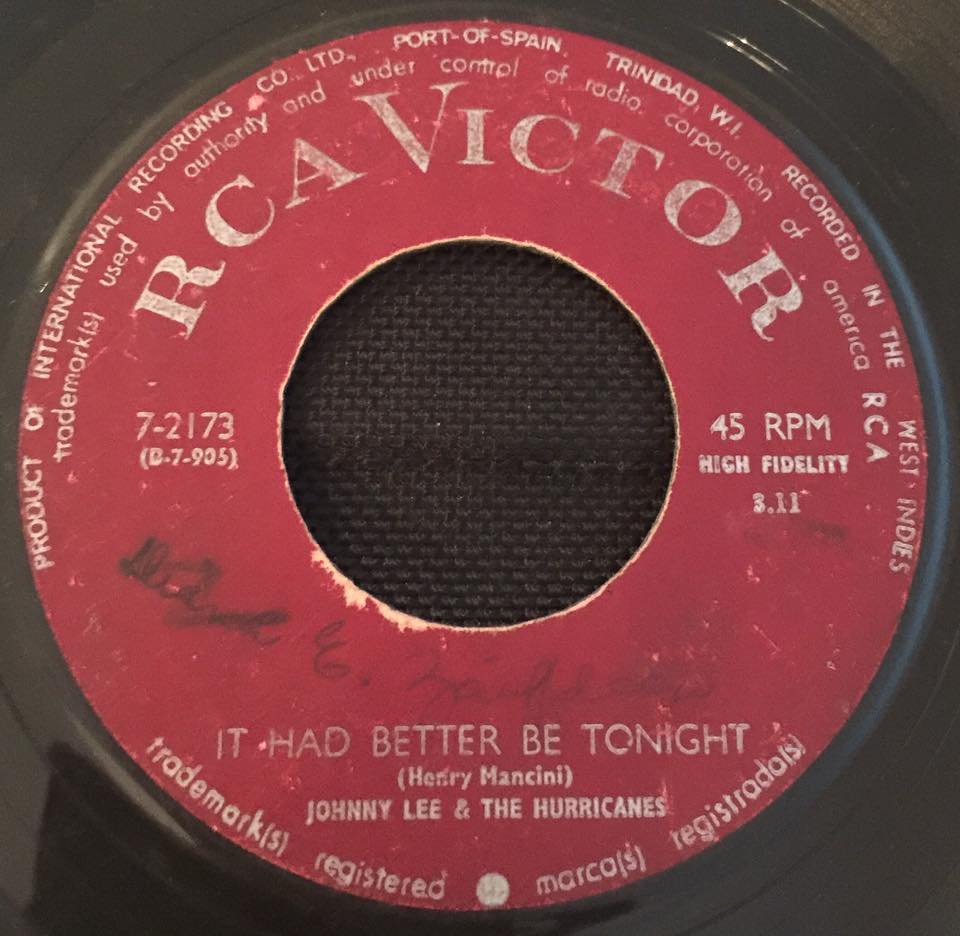 PRODUCT OF INTERNATIONAL RECORDING CO. LTD., PORT-OF-SPAIN, TRINIDAD, W.I. RECORDED IN THE WEST INDIES
trademark(s) used by authority and under control of radio corporation of america RCA
RCA VICTOR
7-2173
(B-7-905)
45 RPM
HIGH FIDELITY
3.11
E.
IT HAD BETTER BE TONIGHT
(Henry Mancini)
JOHNNY LEE & THE HURRICANES
trademark(s) registered marca(s) registrada(s)